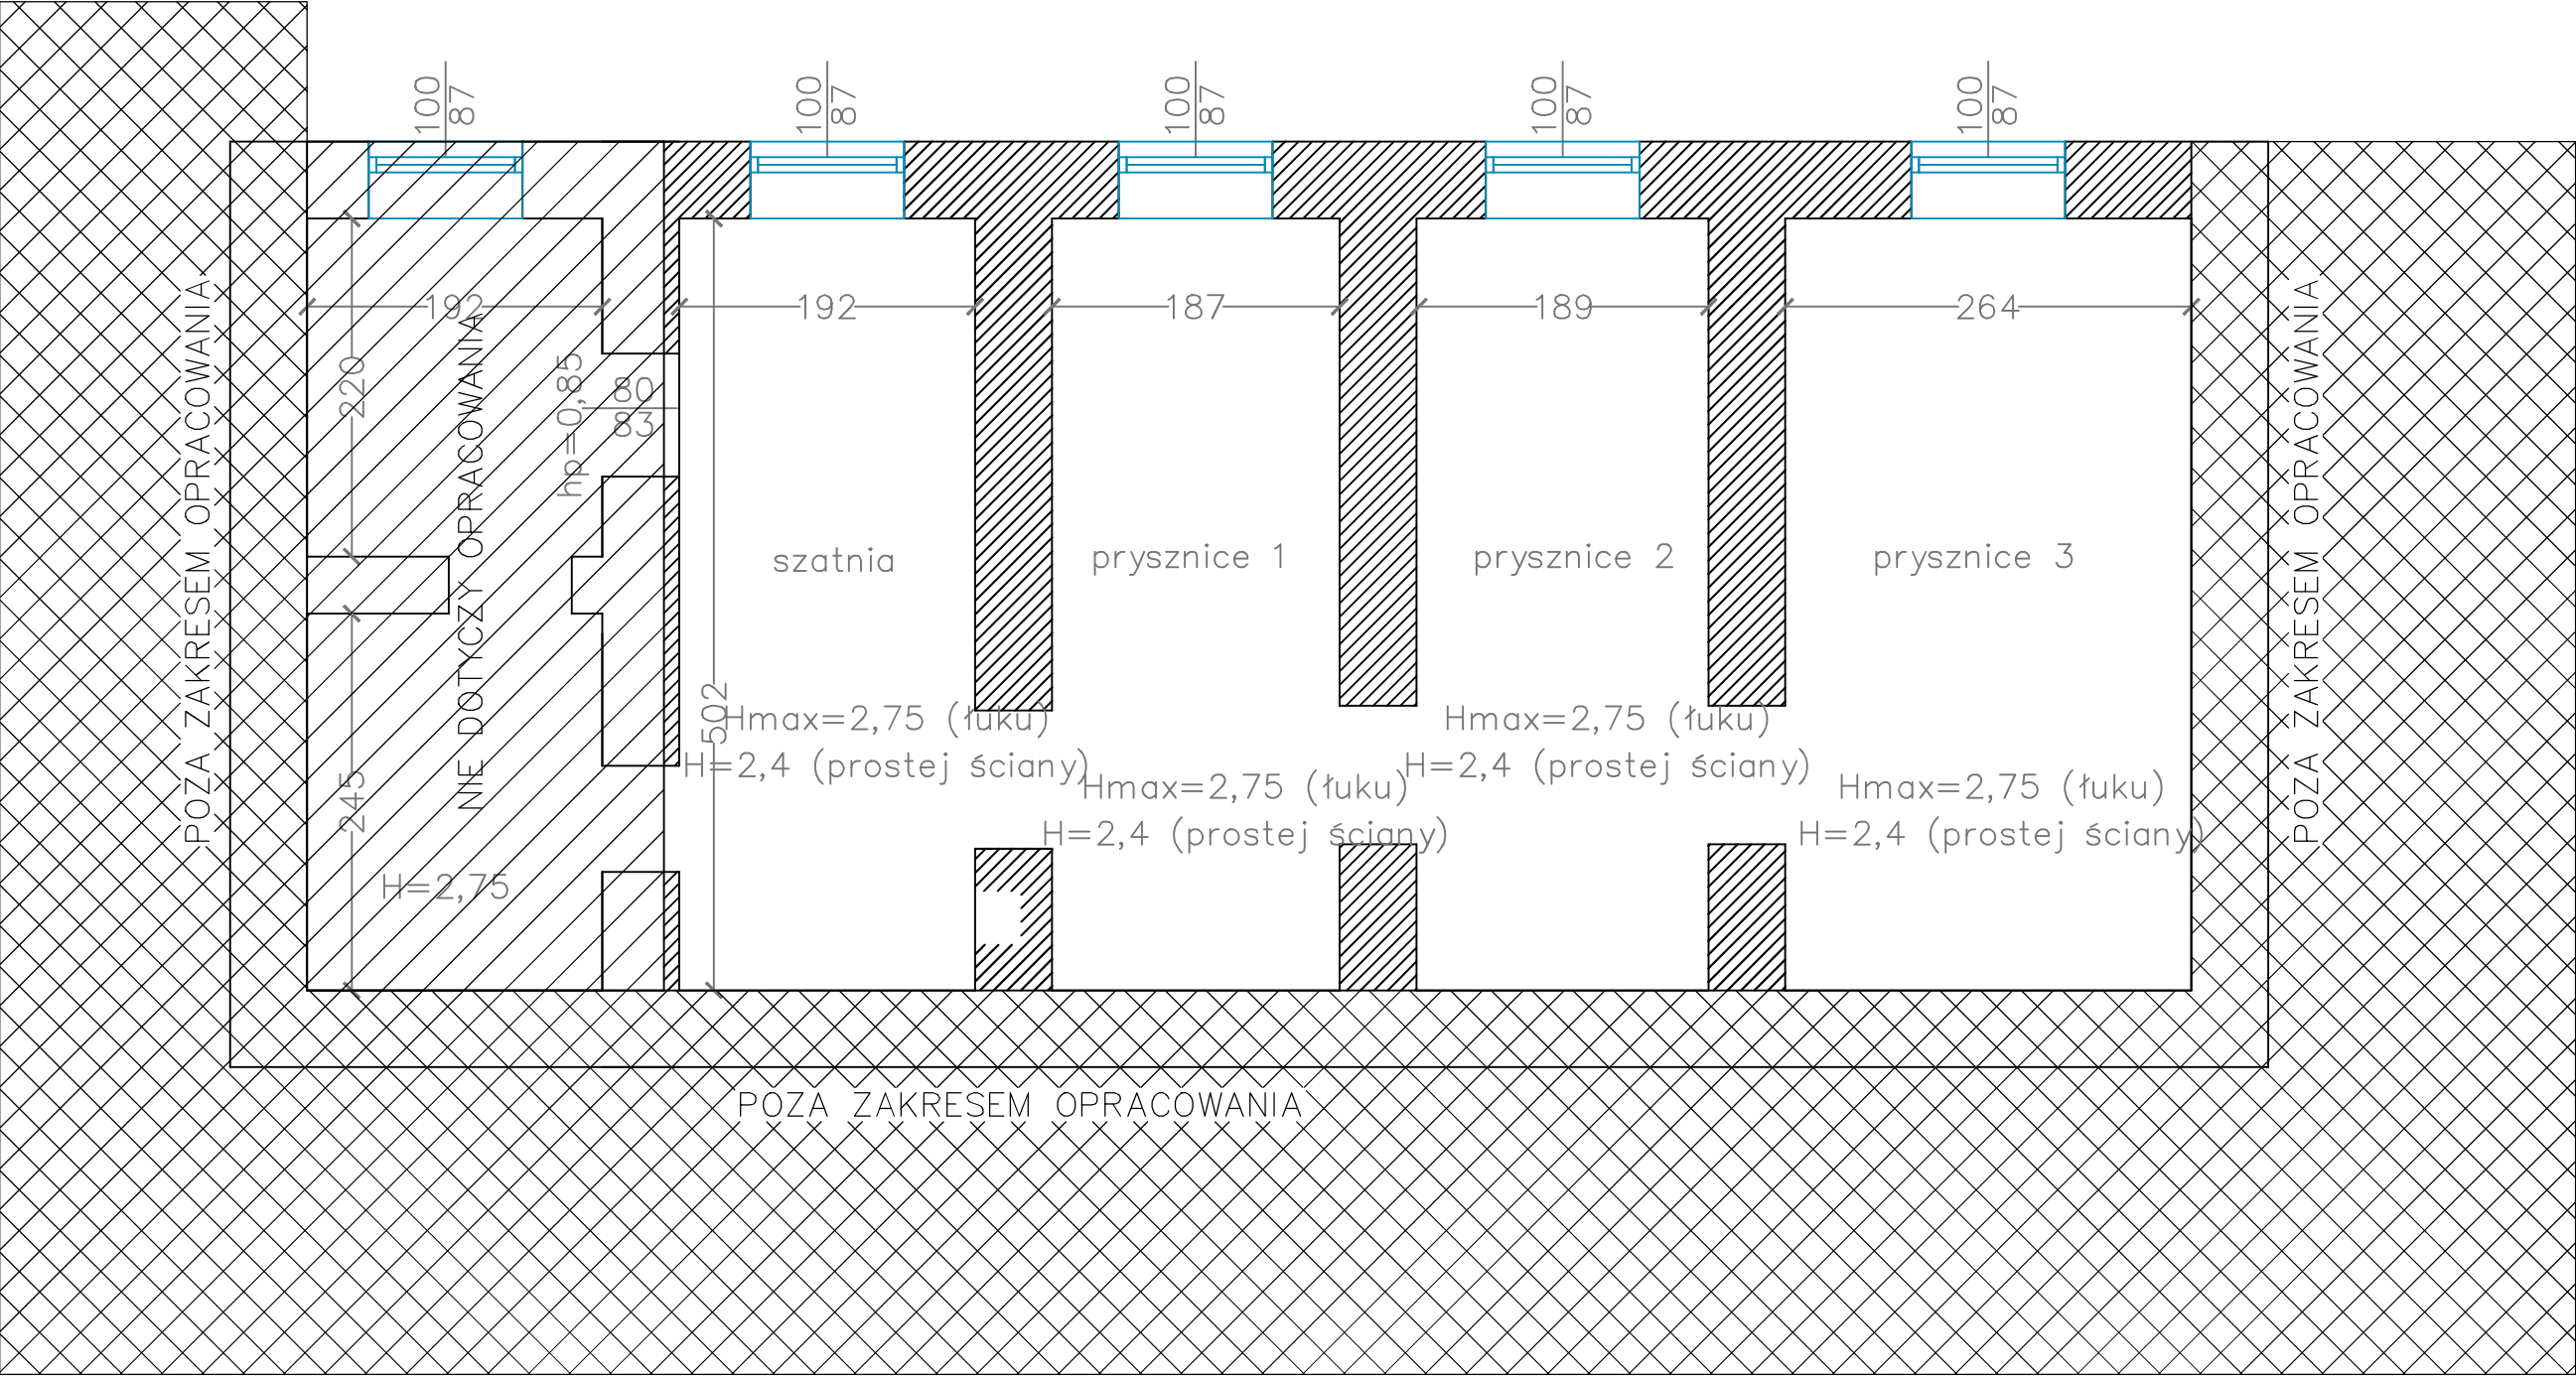 100
87
100
87
100
87
100
87
100
87
192
192
187
189
264
220
hp=0,85
80
83
POZA ZAKRESEM OPRACOWANIA
NIE DOTYCZY OPRACOWANIA
POZA ZAKRESEM OPRACOWANIA
szatnia
prysznice 1
prysznice 2
prysznice 3
502
245
Hmax=2,75 (łuku)
H=2,4 (prostej ściany)
Hmax=2,75 (łuku)
H=2,4 (prostej ściany)
Hmax=2,75 (łuku)
H=2,4 (prostej ściany)
Hmax=2,75 (łuku)
H=2,4 (prostej ściany)
H=2,75
POZA ZAKRESEM OPRACOWANIA